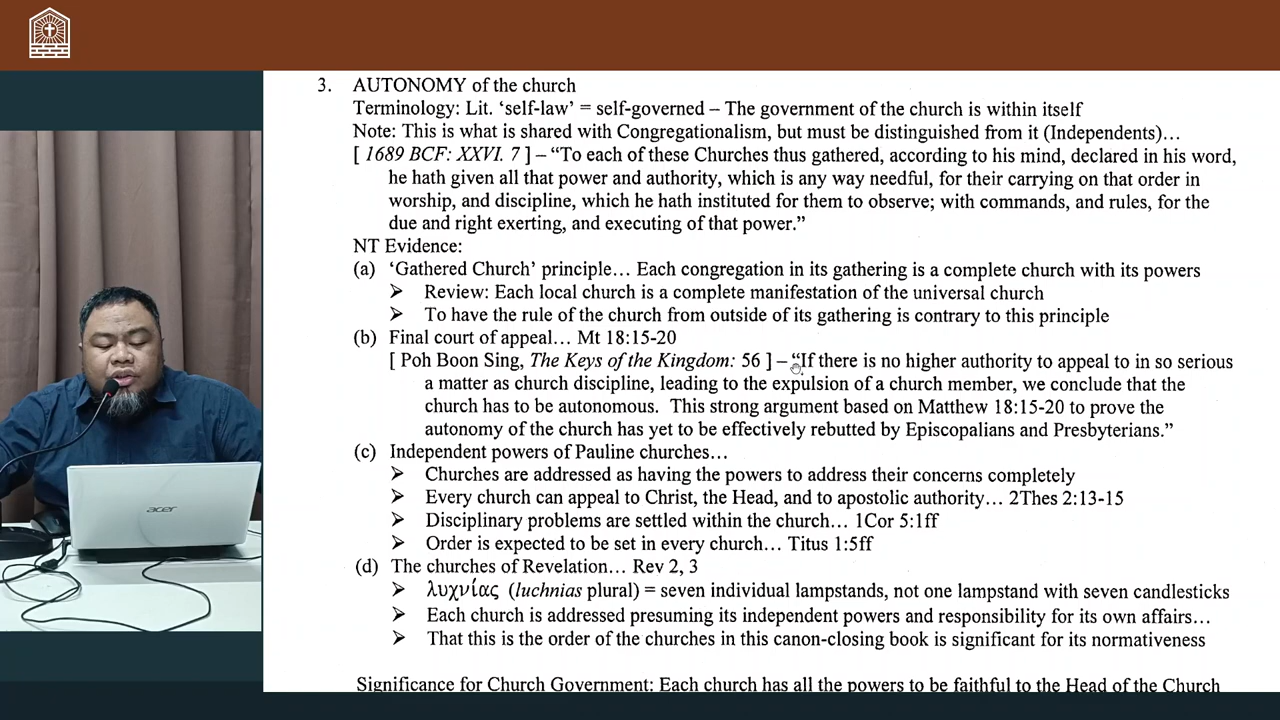 3. AUTONOMY of the church
Terminology: Lit. ‘self-law’ = self-governed – The government of the church is within itself
Note: This is what is shared with Congregationalism, but must be distinguished from it (Independents)…
[ 1689 BCF: XXVI. 7 ] – “To each of these Churches thus gathered, according to his mind, declared in his word,
he hath given all that power and authority, which is any way needful, for their carrying on that order in
worship, and discipline, which he hath instituted for them to observe; with commands, and rules, for the
due and right exerting, and executing of that power.”
NT Evidence:
(a) ‘Gathered Church’ principle… Each congregation in its gathering is a complete church with its powers
➢ Review: Each local church is a complete manifestation of the universal church
➢ To have the rule of the church from outside of its gathering is contrary to this principle
(b) Final court of appeal… Mt 18:15-20
[ Poh Boon Sing, The Keys of the Kingdom: 56 ] – “If there is no higher authority to appeal to in so serious
a matter as church discipline, leading to the expulsion of a church member, we conclude that the
church has to be autonomous. This strong argument based on Matthew 18:15-20 to prove the
autonomy of the church has yet to be effectively rebutted by Episcopalians and Presbyterians.”
(c) Independent powers of Pauline churches…
➢ Churches are addressed as having the powers to address their concerns completely
➢ Every church can appeal to Christ, the Head, and to apostolic authority… 2Thes 2:13-15
➢ Disciplinary problems are settled within the church… 1Cor 5:1ff
➢ Order is expected to be set in every church… Titus 1:5ff
(d) The churches of Revelation… Rev 2, 3
➢ λυχνίας (luchnias plural) = seven individual lampstands, not one lampstand with seven candlesticks
➢ Each church is addressed presuming its independent powers and responsibility for its own affairs…
➢ That this is the order of the churches in this canon-closing book is significant for its normativeness
Significance for Church Government: Each church has all the powers to be faithful to the Head of the Church
acer